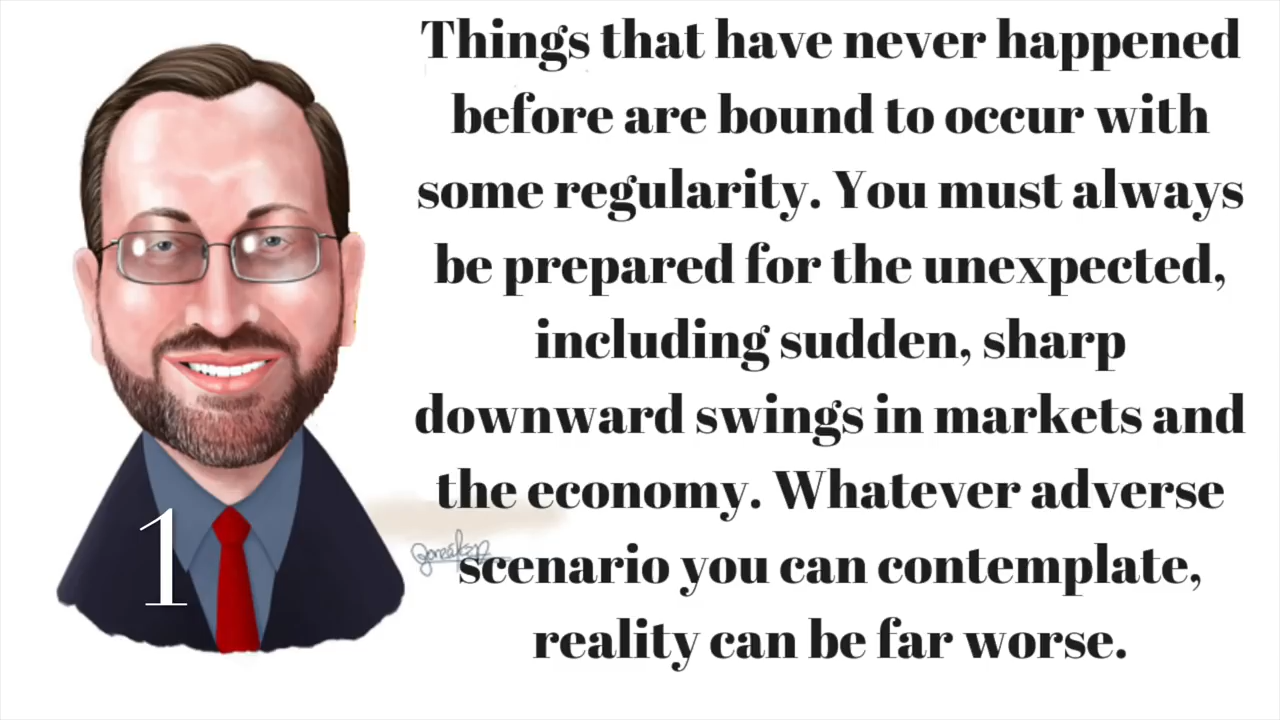 Things that have never happened
before are bound to occur with
some regularity. You must always
be prepared for the unexpected,
including sudden, sharp
downward swings in markets and
the economy. Whatever adverse
scenario you can contemplate,
reality can be far worse.
1